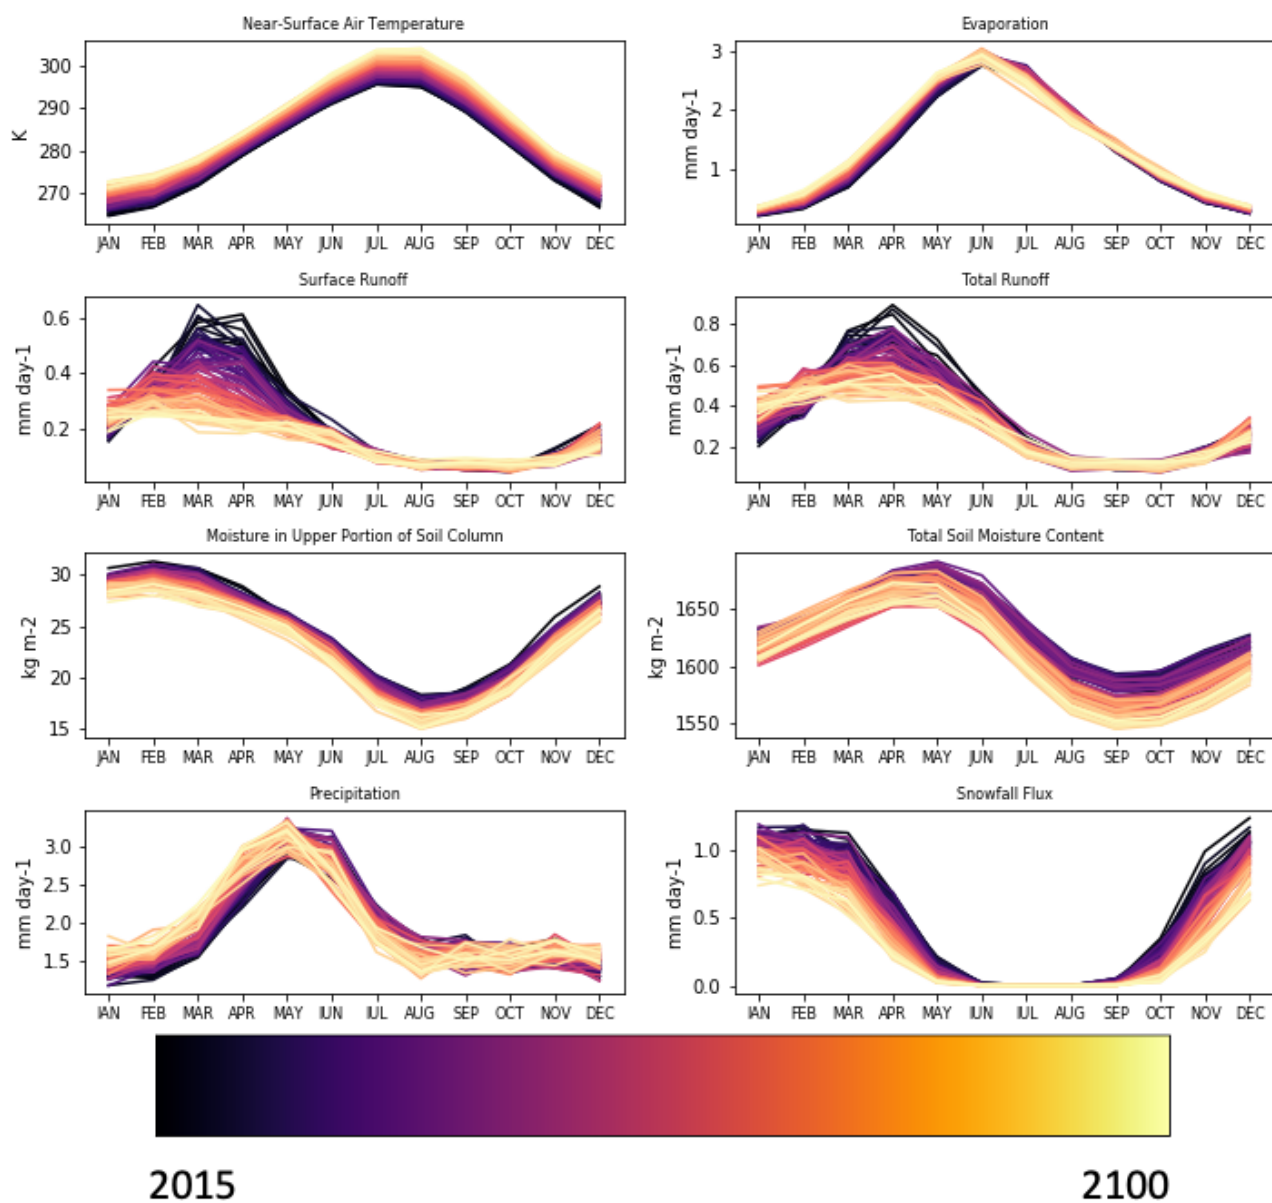 Near-Surface Air Temperature
Evaporation
K
300
290
280
270
JAN FEB MAR APR MAY JUN JUL AUG SEP OCT NOV DEC
mm day-1
3
2
1
JAN FEB MAR APR MAY JUN JUL AUG SEP OCT NOV DEC
Surface Runoff
Total Runoff
mm day-1
0.6
0.4
0.2
JAN FEB MAR APR MAY JUN JUL AUG SEP OCT NOV DEC
mm day-1
0.8
0.6
0.4
0.2
JAN FEB MAR APR MAY JUN JUL AUG SEP OCT NOV DEC
Moisture in Upper Portion of Soil Column
Total Soil Moisture Content
kg m-2
30
25
20
15
JAN FEB MAR APR MAY JUN JUL AUG SEP OCT NOV DEC
kg m-2
1650
1600
1550
JAN FEB MAR APR MAY JUN JUL AUG SEP OCT NOV DEC
Precipitation
Snowfall Flux
mm day-1
3.0
2.5
2.0
1.5
JAN FEB MAR APR MAY JUN JUL AUG SEP OCT NOV DEC
mm day-1
1.0
0.5
0.0
JAN FEB MAR APR MAY JUN JUL AUG SEP OCT NOV DEC
2015
2100